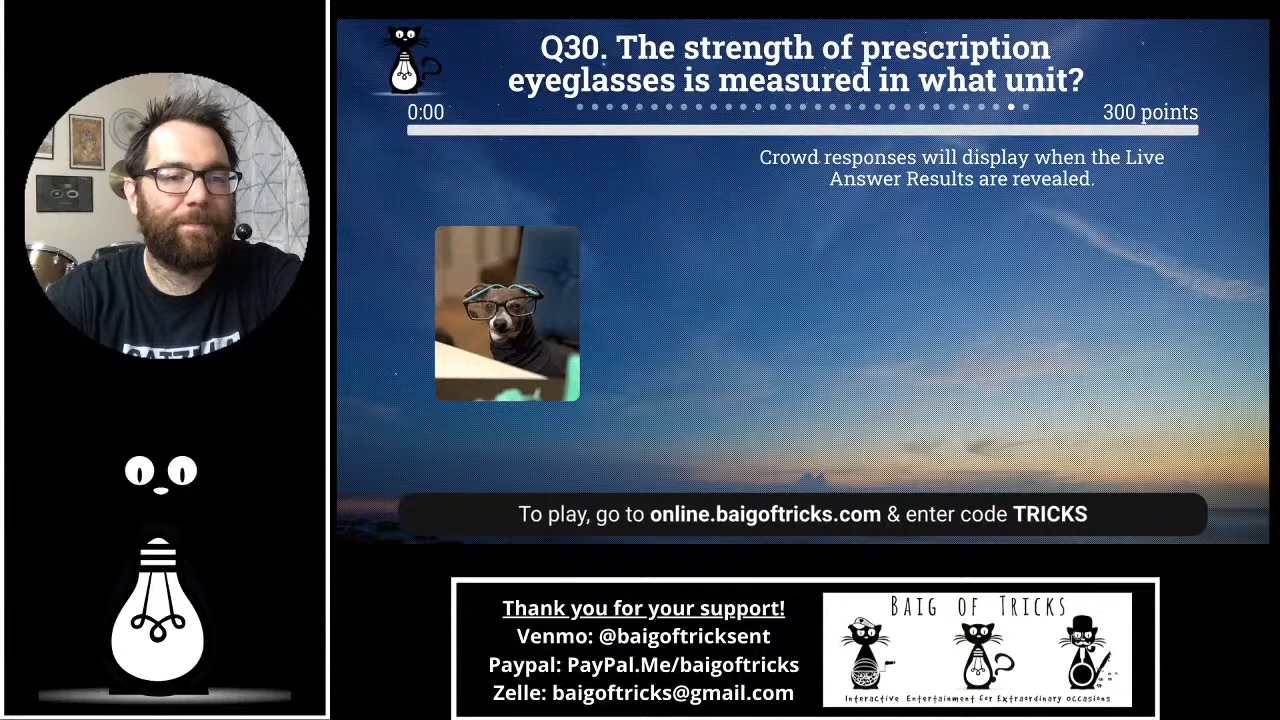 Q30. The strength of prescription
eyeglasses is measured in what unit?
0:00
300 points
Crowd responses will display when the Live
Answer Results are revealed.
To play, go to online.baigoftricks.com & enter code TRICKS
Thank you for your support!
Venmo: @baigoftricksent
Paypal: PayPal.Me/baigoftricks
Zelle: baigoftricks@gmail.com
BAIG OF TRICKS
Interactive Entertainment for Extraordinary occasions